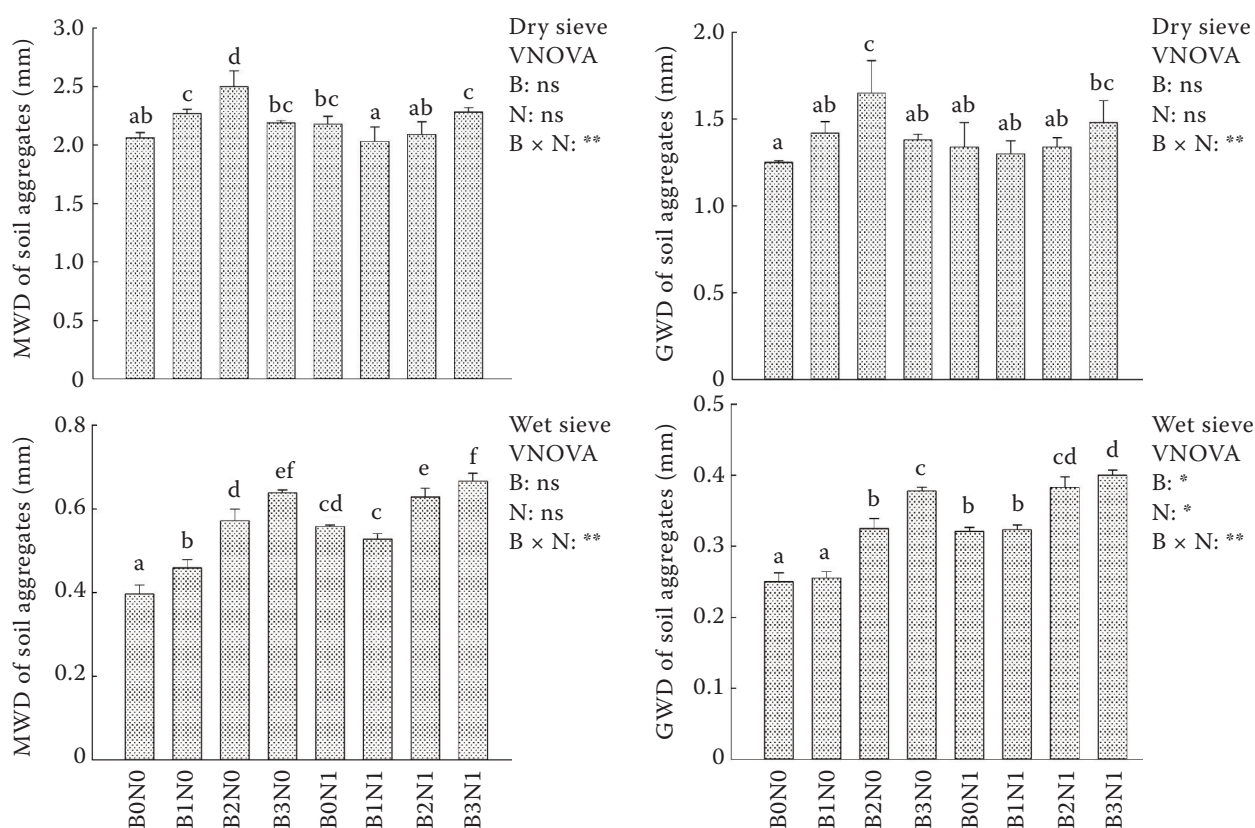 MWD of soil aggregates (mm)
3.0
2.5
2.0
1.5
1.0
0.5
0
ab
c
d
bc
bc
a
ab
c
Dry sieve
VNOVA
B: ns
N: ns
B × N: **
GWD of soil aggregates (mm)
2.0
1.5
1.0
0.5
0
a
ab
c
ab
ab
ab
ab
bc
Dry sieve
VNOVA
B: ns
N: ns
B × N: **
MWD of soil aggregates (mm)
0.8
0.6
0.4
0.2
0
a
b
d
ef
cd
c
e
f
Wet sieve
VNOVA
B: ns
N: ns
B × N: **
B0N0
B1N0
B2N0
B3N0
B0N1
B1N1
B2N1
B3N1
GWD of soil aggregates (mm)
0.5
0.4
0.3
0.2
0.1
0
a
a
b
c
b
b
cd
d
Wet sieve
VNOVA
B: *
N: *
B × N: **
B0N0
B1N0
B2N0
B3N0
B0N1
B1N1
B2N1
B3N1